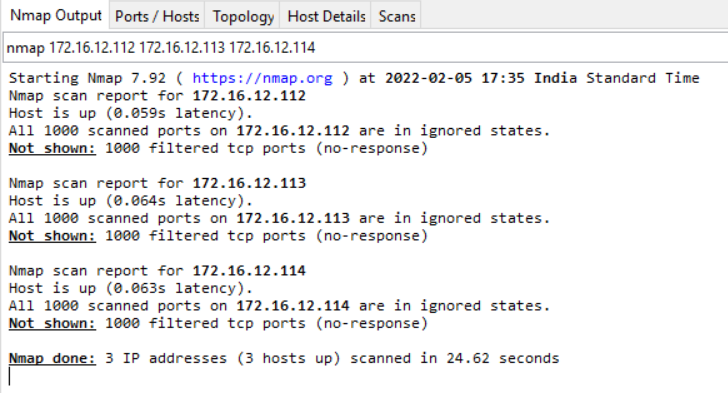 Nmap Output Ports / Hosts Topology Host Details Scans
nmap 172.16.12.112 172.16.12.113 172.16.12.114
Starting Nmap 7.92 ( https://nmap.org ) at 2022-02-05 17:35 India Standard Time
Nmap scan report for 172.16.12.112
Host is up (0.059s latency).
All 1000 scanned ports on 172.16.12.112 are in ignored states.
Not shown: 1000 filtered tcp ports (no-response)
Nmap scan report for 172.16.12.113
Host is up (0.064s latency).
All 1000 scanned ports on 172.16.12.113 are in ignored states.
Not shown: 1000 filtered tcp ports (no-response)
Nmap scan report for 172.16.12.114
Host is up (0.063s latency).
All 1000 scanned ports on 172.16.12.114 are in ignored states.
Not shown: 1000 filtered tcp ports (no-response)
Nmap done: 3 IP addresses (3 hosts up) scanned in 24.62 seconds